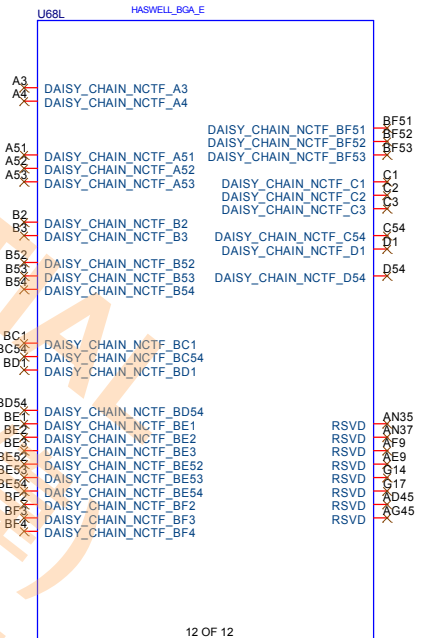 U68L
HASWELL_BGA_E
A3 DAISY_CHAIN_NCTF_A3
A4 DAISY_CHAIN_NCTF_A4
DAISY_CHAIN_NCTF_BF51 BF51
DAISY_CHAIN_NCTF_BF52 BF52
DAISY_CHAIN_NCTF_BF53 BF53
A51 DAISY_CHAIN_NCTF_A51
A52 DAISY_CHAIN_NCTF_A52
A53 DAISY_CHAIN_NCTF_A53
DAISY_CHAIN_NCTF_C1 C1
DAISY_CHAIN_NCTF_C2 C2
DAISY_CHAIN_NCTF_C3 C3
B2 DAISY_CHAIN_NCTF_B2
B3 DAISY_CHAIN_NCTF_B3
DAISY_CHAIN_NCTF_C54 C54
DAISY_CHAIN_NCTF_D1 D1
B52 DAISY_CHAIN_NCTF_B52
B53 DAISY_CHAIN_NCTF_B53
B54 DAISY_CHAIN_NCTF_B54
DAISY_CHAIN_NCTF_D54 D54
BC1 DAISY_CHAIN_NCTF_BC1
BC54 DAISY_CHAIN_NCTF_BC54
BD1 DAISY_CHAIN_NCTF_BD1
BD54 DAISY_CHAIN_NCTF_BD54
BE1 DAISY_CHAIN_NCTF_BE1
BE2 DAISY_CHAIN_NCTF_BE2
BE3 DAISY_CHAIN_NCTF_BE3
BE52 DAISY_CHAIN_NCTF_BE52
BE53 DAISY_CHAIN_NCTF_BE53
BE54 DAISY_CHAIN_NCTF_BE54
BF2 DAISY_CHAIN_NCTF_BF2
BF3 DAISY_CHAIN_NCTF_BF3
BF4 DAISY_CHAIN_NCTF_BF4
RSVD AN35
RSVD AN37
RSVD AF9
RSVD AE9
RSVD G14
RSVD G17
RSVD AD45
RSVD AG45
12 OF 12